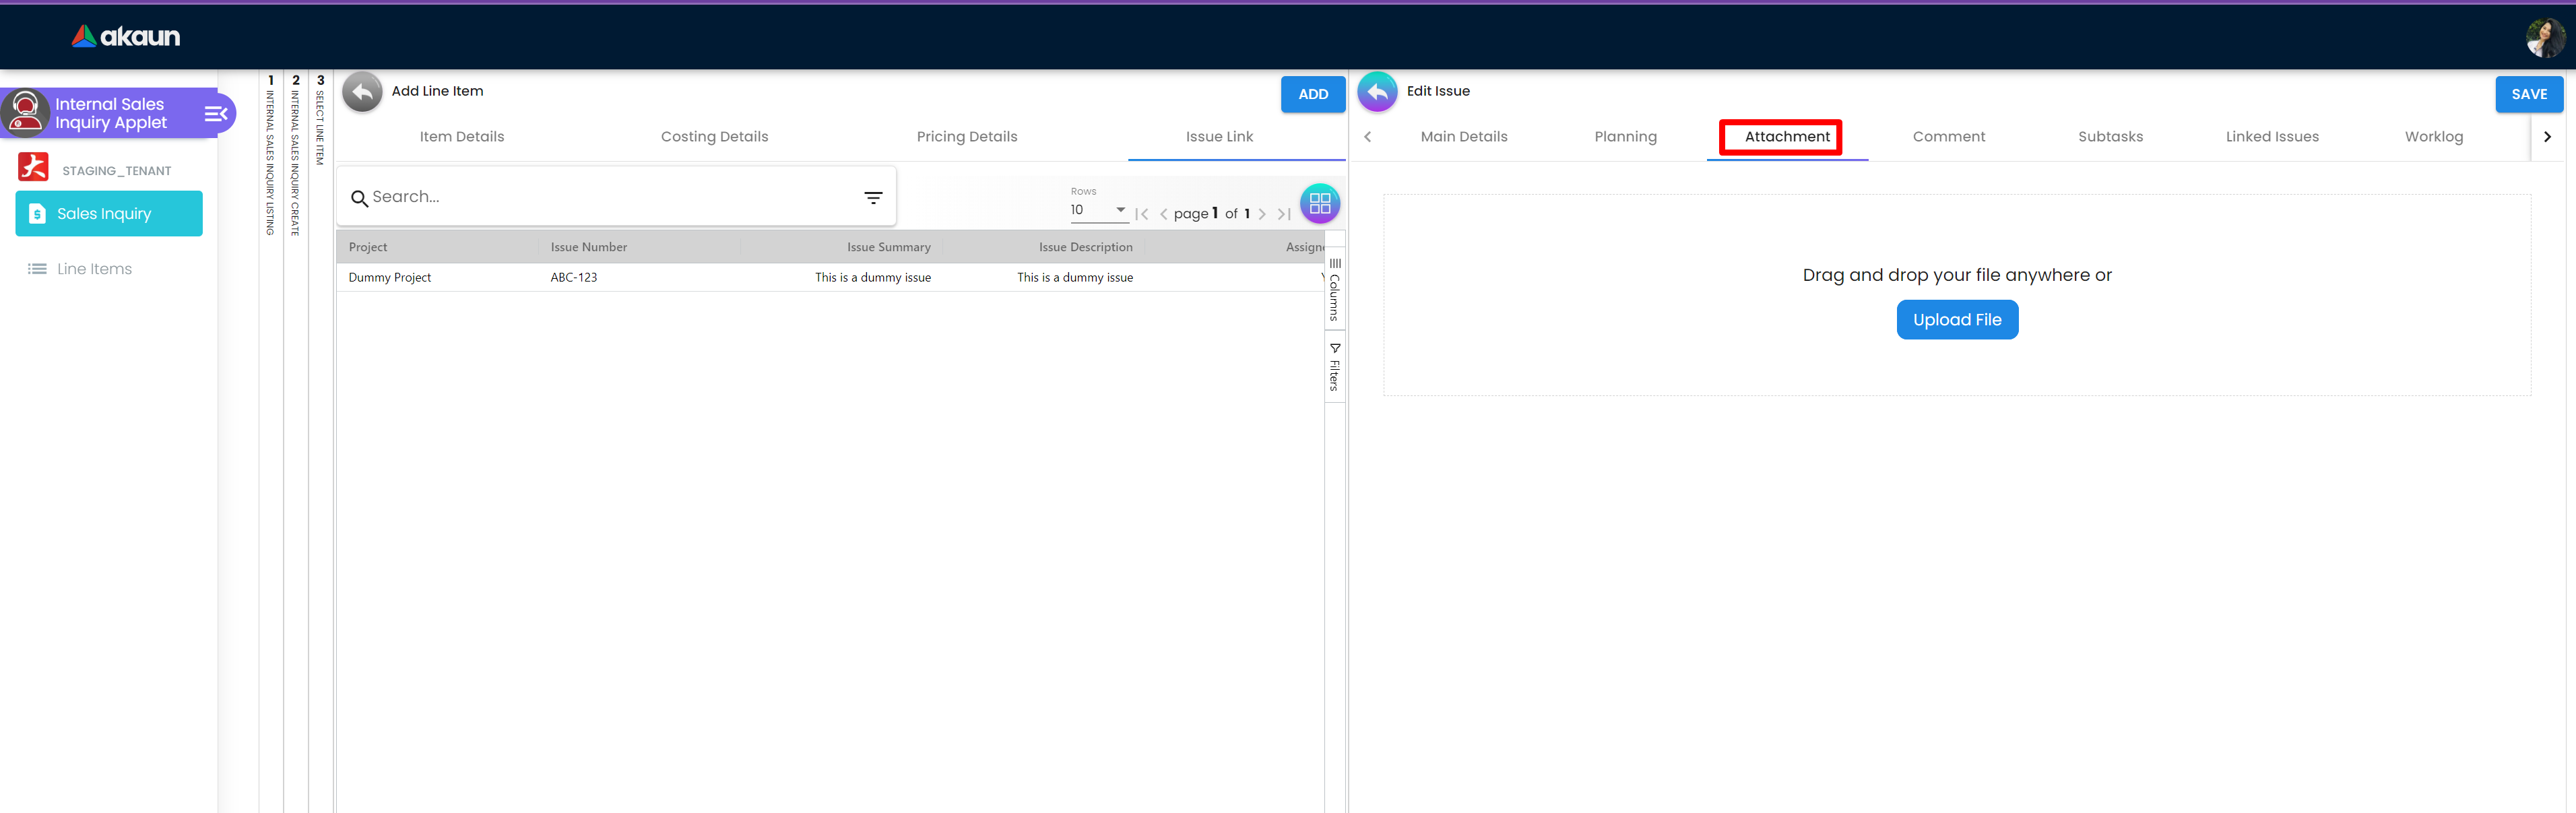 akaun
Internal Sales
Inquiry Applet
STAGING_TENANT
Sales Inquiry
Line Items
1 INTERNAL SALES INQUIRY LISTING
2 INTERNAL SALES INQUIRY CREATE
3 SELECT LINE ITEM
Add Line Item
ADD
Item Details
Costing Details
Pricing Details
Issue Link
Search...
Rows
10
page 1 of 1
Project
Issue Number
Issue Summary
Issue Description
Assigne
Dummy Project
ABC-123
This is a dummy issue
This is a dummy issue
Columns
Filters
Edit Issue
SAVE
Main Details
Planning
Attachment
Comment
Subtasks
Linked Issues
Worklog
Drag and drop your file anywhere or
Upload File